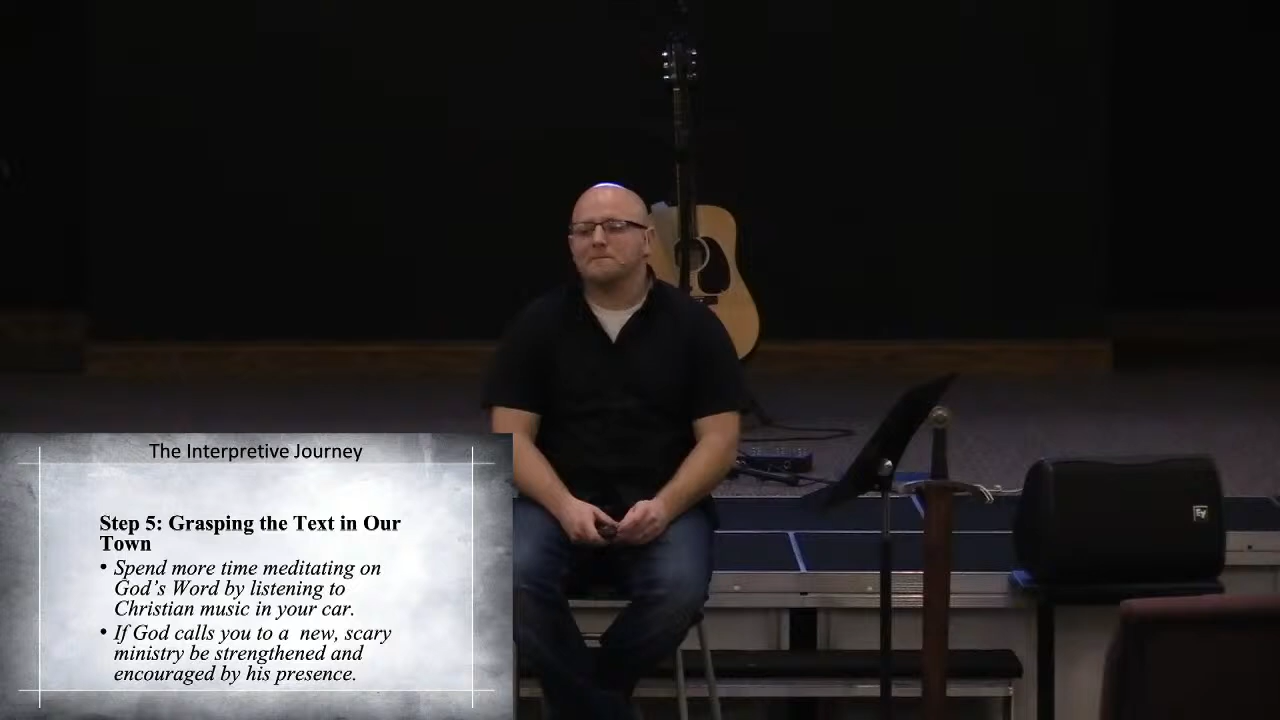 The Interpretive Journey
Step 5: Grasping the Text in Our
Town
• Spend more time meditating on
God's Word by listening to
Christian music in your car.
• If God calls you to a  new, scary
ministry be strengthened and
encouraged by his presence.